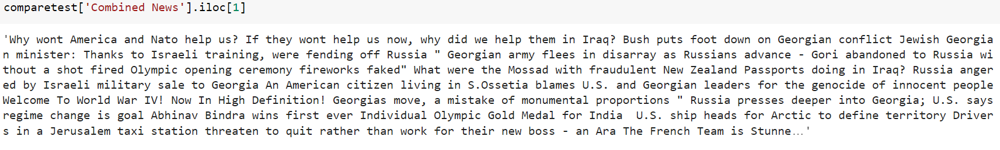 comparetest['Combined News'].iloc[1]
'Why wont America and Nato help us? If they wont help us now, why did we help them in Iraq? Bush puts foot down on Georgian conflict Jewish Georgia
n minister: Thanks to Israeli training, were fending off Russia " Georgian army flees in disarray as Russians advance - Gori abandoned to Russia wi
thout a shot fired Olympic opening ceremony fireworks faked" What were the Mossad with fraudulent New Zealand Passports doing in Iraq? Russia anger
ed by Israeli military sale to Georgia An American citizen living in S.Ossetia blames U.S. and Georgian leaders for the genocide of innocent people
Welcome To World War IV! Now In High Definition! Georgias move, a mistake of monumental proportions " Russia presses deeper into Georgia; U.S. says
regime change is goal Abhinav Bindra wins first ever Individual Olympic Gold Medal for India  U.S. ship heads for Arctic to define territory Driver
s in a Jerusalem taxi station threaten to quit rather than work for their new boss - an Ara The French Team is Stunne…'